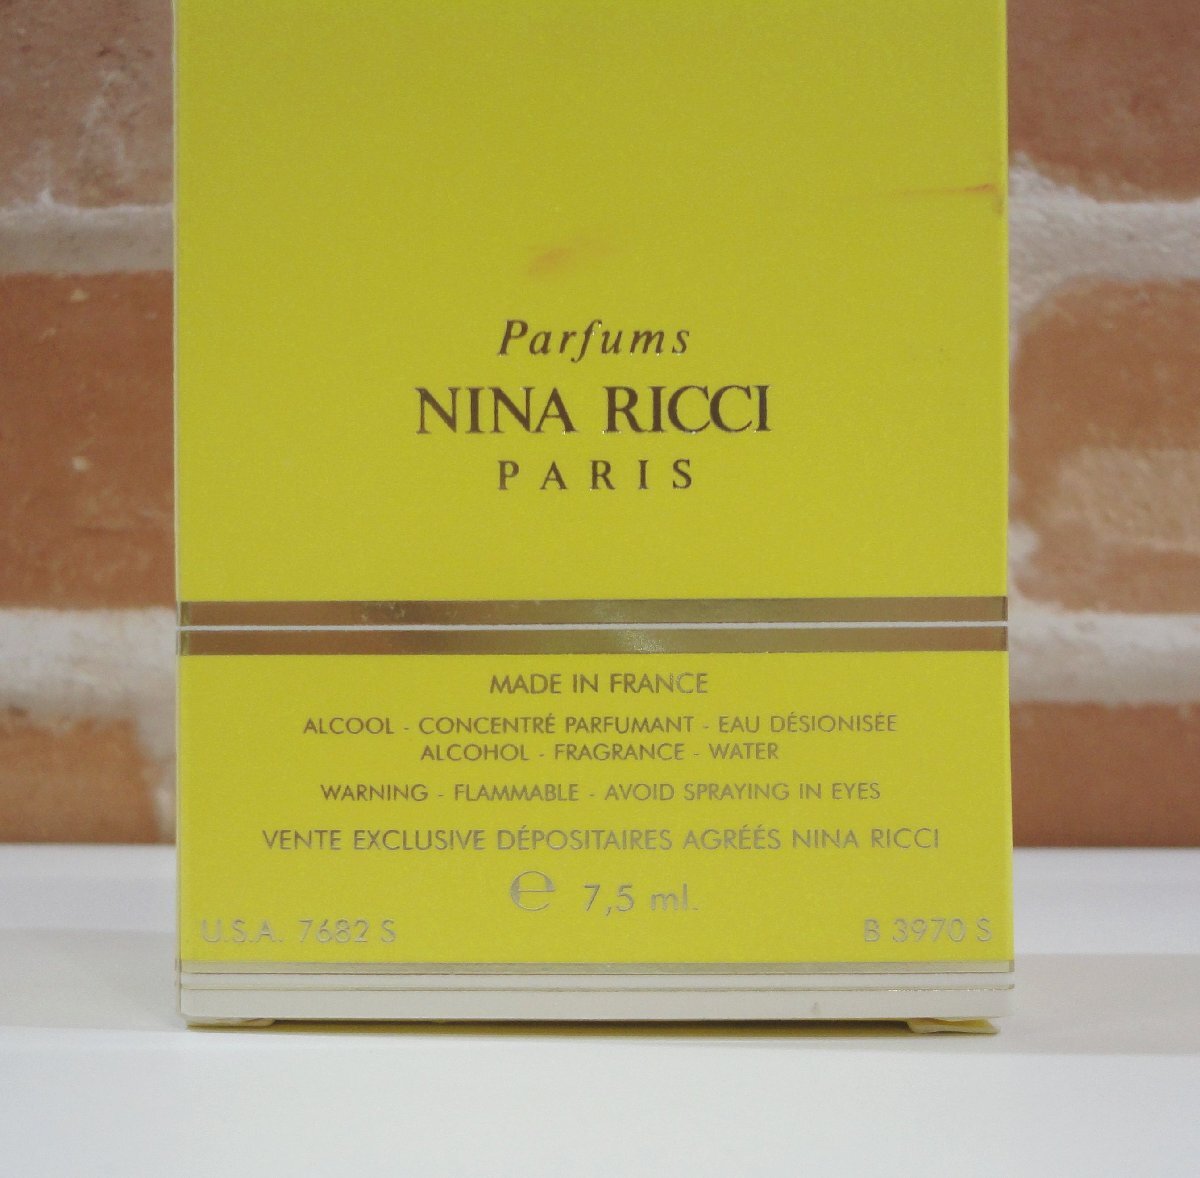 Parfums
NINA RICCI
PARIS
MADE IN FRANCE
ALCOOL - CONCENTRÉ PARFUMANT - EAU DÉSIONISÉE
ALCOHOL - FRAGRANCE - WATER
WARNING - FLAMMABLE - AVOID SPRAYING IN EYES
VENTE EXCLUSIVE DÉPOSITAIRES AGRÉÉS NINA RICCI
℮ 7,5 ml.
U.S.A. 7682 S B 3970 S